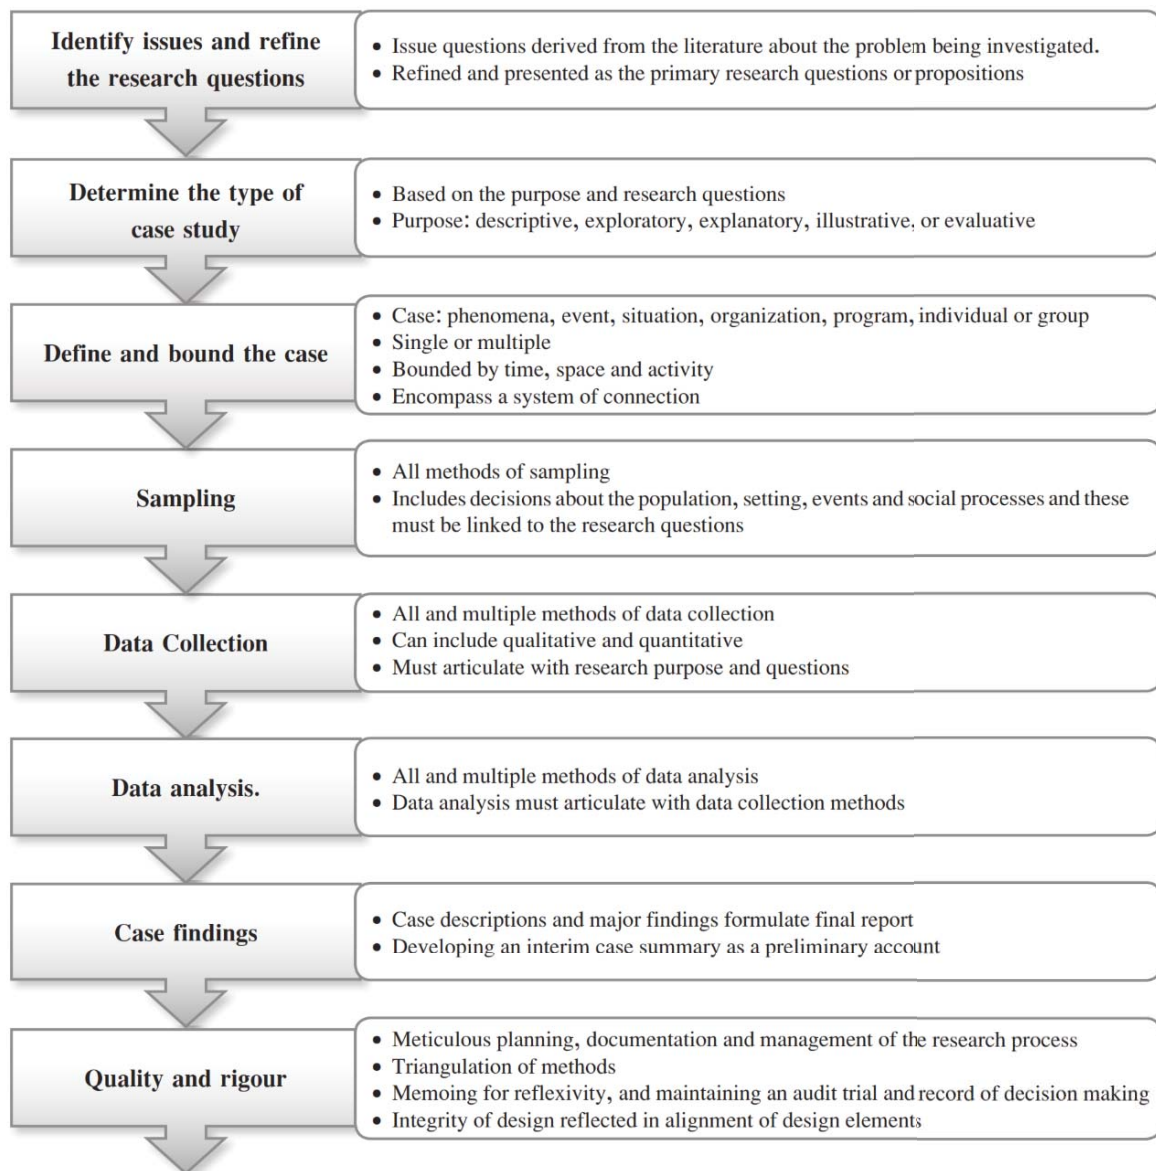 Identify issues and refine
the research questions
• Issue questions derived from the literature about the problem being investigated.
• Refined and presented as the primary research questions or propositions
Determine the type of
case study
• Based on the purpose and research questions
• Purpose: descriptive, exploratory, explanatory, illustrative, or evaluative
Define and bound the case
• Case: phenomena, event, situation, organization, program, individual or group
• Single or multiple
• Bounded by time, space and activity
• Encompass a system of connection
Sampling
• All methods of sampling
• Includes decisions about the population, setting, events and social processes and these
must be linked to the research questions
Data Collection
• All and multiple methods of data collection
• Can include qualitative and quantitative
• Must articulate with research purpose and questions
Data analysis.
• All and multiple methods of data analysis
• Data analysis must articulate with data collection methods
Case findings
• Case descriptions and major findings formulate final report
• Developing an interim case summary as a preliminary account
Quality and rigour
• Meticulous planning, documentation and management of the research process
• Triangulation of methods
• Memoing for reflexivity, and maintaining an audit trial and record of decision making
• Integrity of design reflected in alignment of design elements